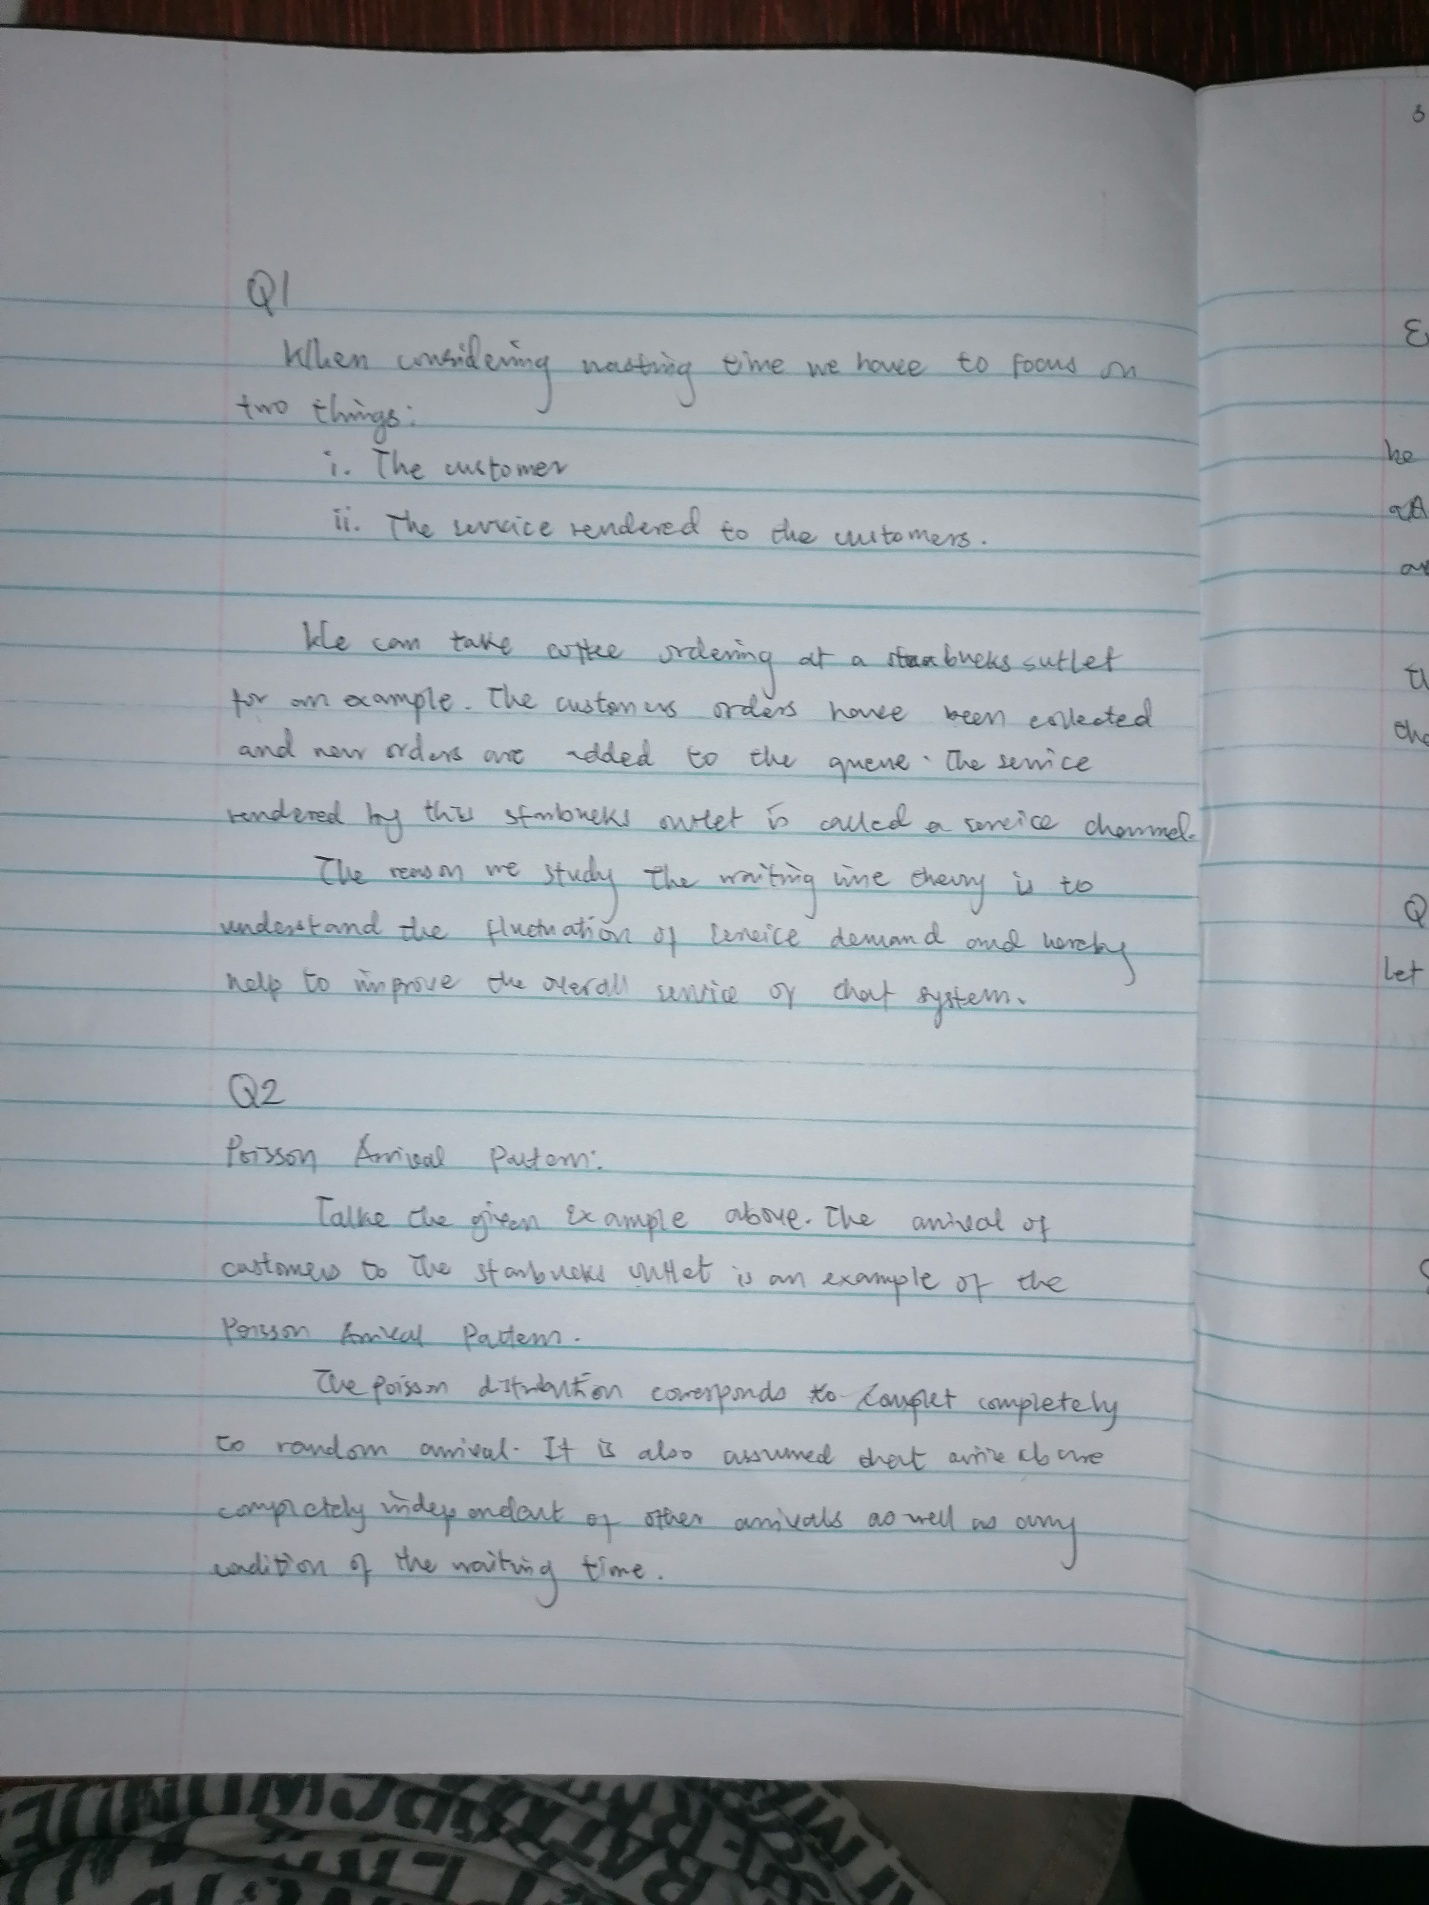 Q1
When considering waiting time we have to focus on
two things:
i. The customer
ii. The service rendered to the customers.
We can take coffee ordering at a starbucks outlet
for an example. The customers orders have been collected
and new orders are added to the queue. The service
rendered by this starbucks outlet is called a service channel.
The reason we study the waiting line theory is to
understand the fluctuation of service demand and hereby
help to improve the overall service of that system.
Q2
Poisson Arrival Pattern:
Take the given example above. The arrival of
customers to the starbucks outlet is an example of the
Poisson Arrival Pattern.
The poisson distribution corresponds to completely
to random arrival. It is also assumed that are
completely independant of other arrivals as well as any
condition of the waiting time.
3
he
Q
let